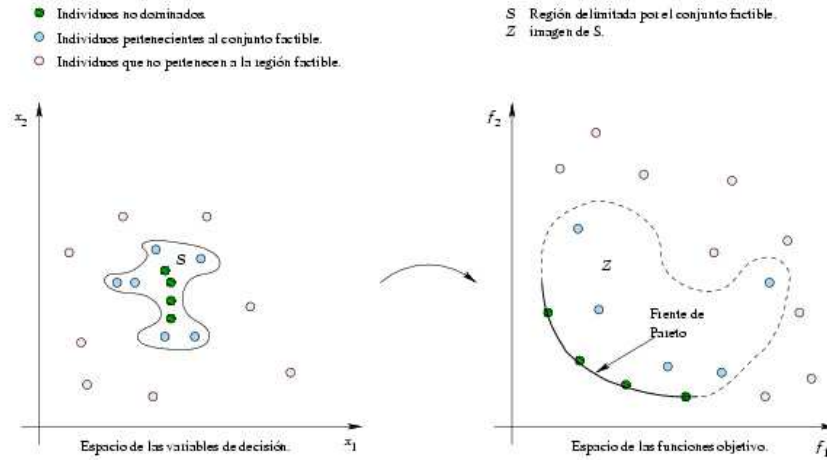 Individuos no dominados.
Individuos pertenecientes al conjunto factible.
Individuos que no pertenecen a la región factible.
S Región delimitada por el conjunto factible.
Z imagen de S.
x2
S
x1
Espacio de las variables de decisión.
f2
Z
Frente de
Pareto
f1
Espacio de las funciones objetivo.